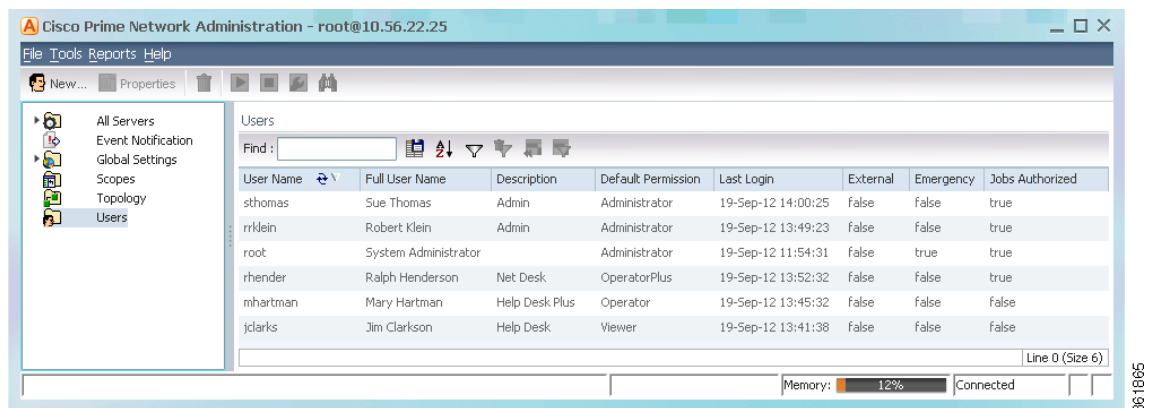 Cisco Prime Network Administration - root@10.56.22.25
File Tools Reports Help
New... Properties
All Servers
Event Notification
Global Settings
Scopes
Topology
Users
Users
Find :
User Name Full User Name Description Default Permission Last Login External Emergency Jobs Authorized
sthomas Sue Thomas Admin Administrator 19-Sep-12 14:00:25 false false true
rrklein Robert Klein Admin Administrator 19-Sep-12 13:49:23 false false true
root System Administrator Administrator 19-Sep-12 11:54:31 false true true
rhender Ralph Henderson Net Desk OperatorPlus 19-Sep-12 13:52:32 false false true
mhartman Mary Hartman Help Desk Plus Operator 19-Sep-12 13:45:32 false false false
jclarks Jim Clarkson Help Desk Viewer 19-Sep-12 13:41:38 false false false
Line 0 (Size 6)
Memory: 12% Connected
361865